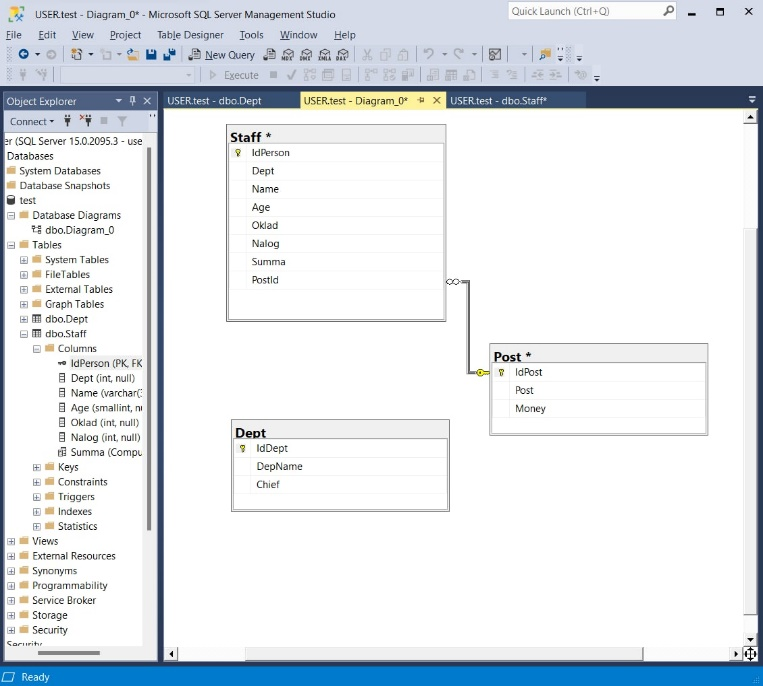 USER.test - Diagram_0* - Microsoft SQL Server Management Studio
Quick Launch (Ctrl+Q)
File Edit View Project Table Designer Tools Window Help
New Query MDX DMX XMLA DAX
Execute
Object Explorer
USER.test - dbo.Dept USER.test - Diagram_0* USER.test - dbo.Staff*
Connect
er (SQL Server 15.0.2095.3 - use
Databases
System Databases
Database Snapshots
test
Database Diagrams
dbo.Diagram_0
Tables
System Tables
FileTables
External Tables
Graph Tables
dbo.Dept
dbo.Staff
Columns
IdPerson (PK, FK
Dept (int, null)
Name (varchar(
Age (smallint, n
Oklad (int, null)
Nalog (int, null)
Summa (Compu
Keys
Constraints
Triggers
Indexes
Statistics
Views
External Resources
Synonyms
Programmability
Service Broker
Storage
Security
Security
Staff *
IdPerson
Dept
Name
Age
Oklad
Nalog
Summa
PostId
Post *
IdPost
Post
Money
Dept
IdDept
DepName
Chief
Ready